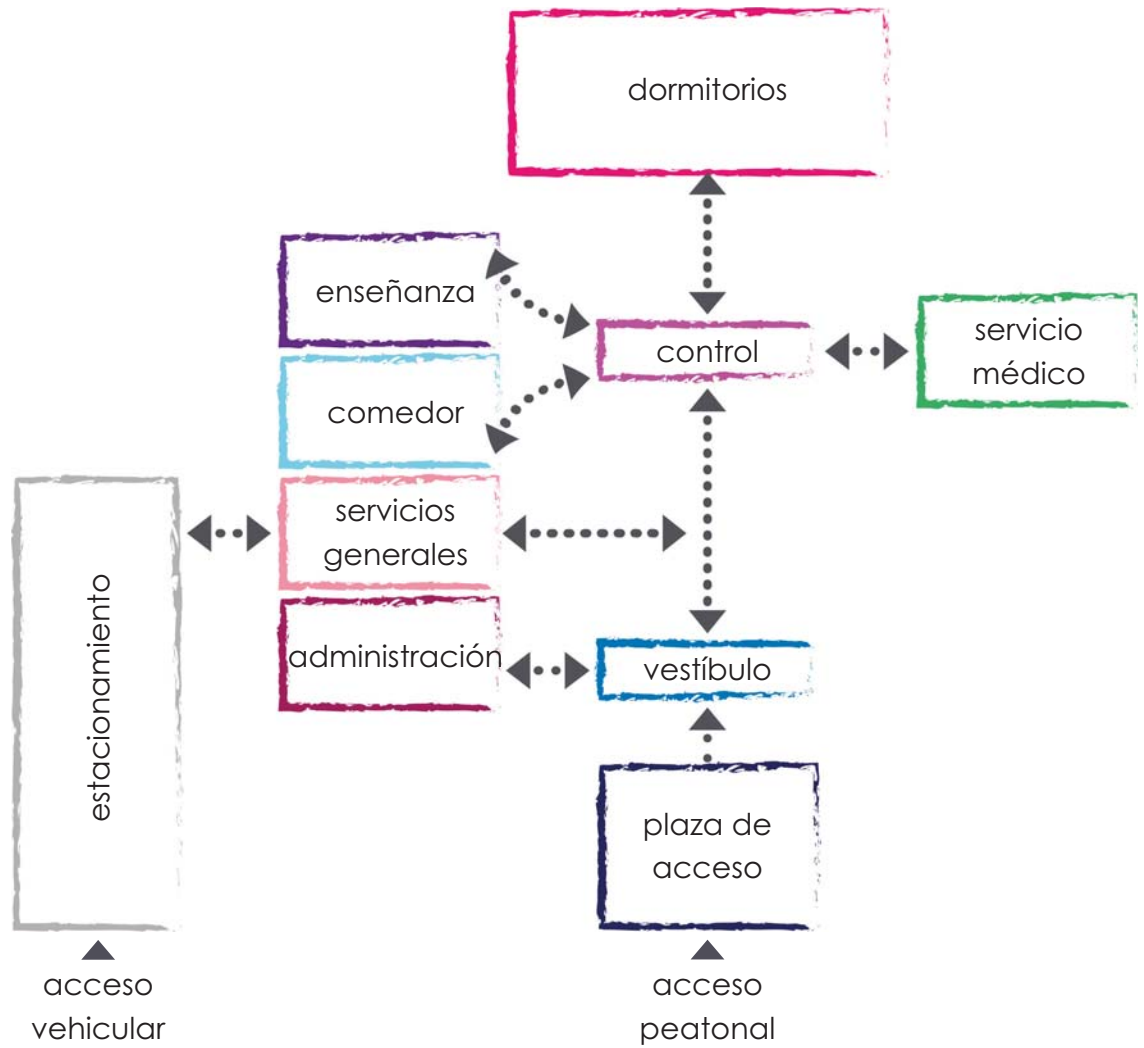 dormitorios
enseñanza
control
servicio
médico
comedor
servicios
generales
estacionamiento
administración
vestíbulo
plaza de
acceso
acceso
vehicular
acceso
peatonal